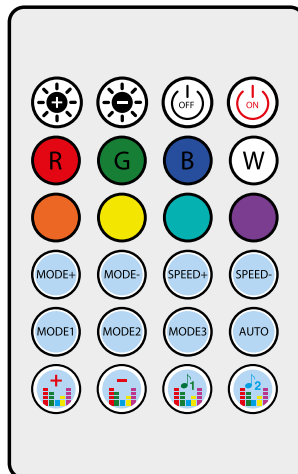 + - OFF ON
R G B W
MODE+ MODE- SPEED+ SPEED-
MODE1 MODE2 MODE3 AUTO
+ - 1 2